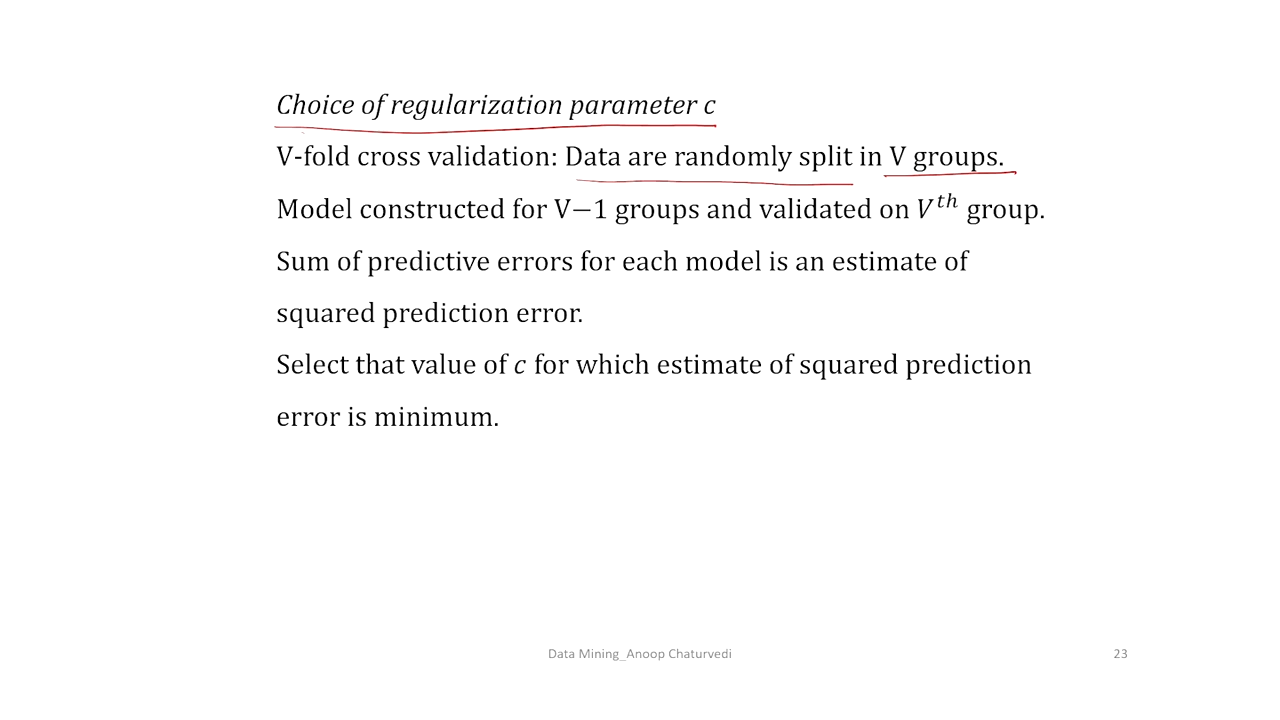 Choice of regularization parameter c
V-fold cross validation: Data are randomly split in V groups.
Model constructed for V−1 groups and validated on V^th group.
Sum of predictive errors for each model is an estimate of
squared prediction error.
Select that value of c for which estimate of squared prediction
error is minimum.
Data Mining_Anoop Chaturvedi
23